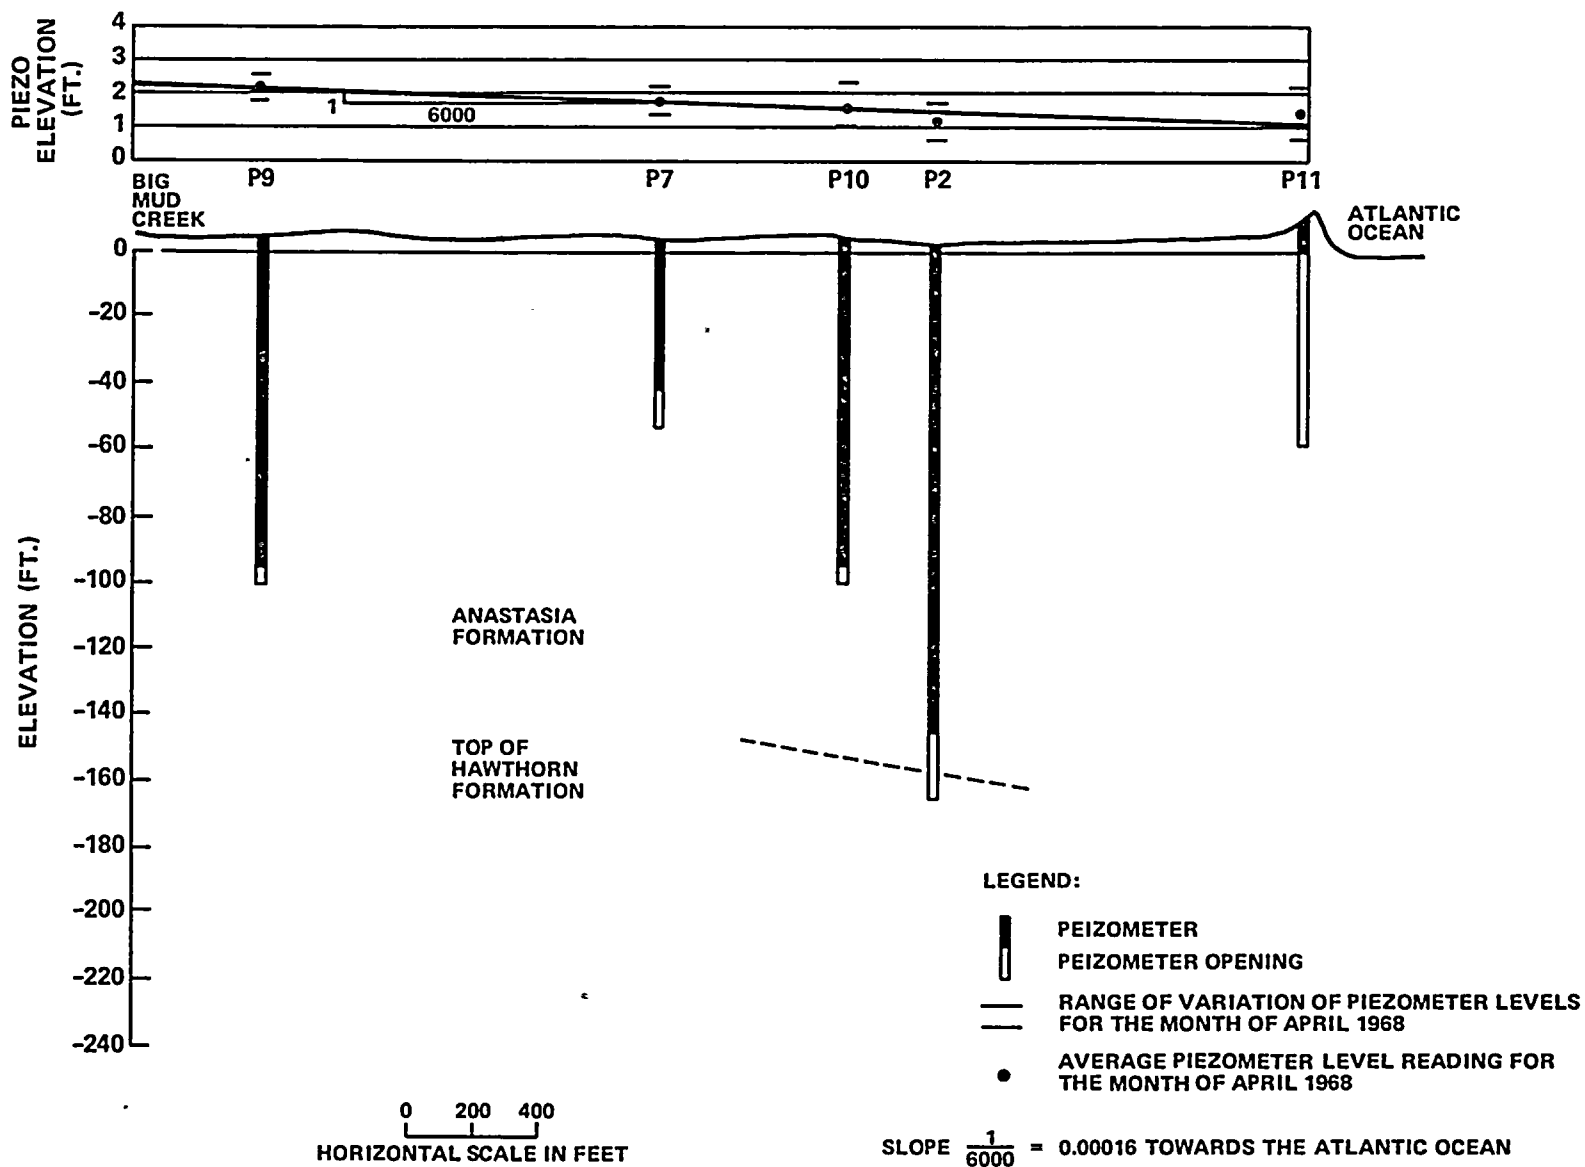 PIEZO
ELEVATION
(FT.)
4
3
2
1
0
1
6000
P9
P7
P10
P2
P11
BIG
MUD
CREEK
ATLANTIC
OCEAN
ELEVATION (FT.)
0
-20
-40
-60
-80
-100
-120
-140
-160
-180
-200
-220
-240
ANASTASIA
FORMATION
TOP OF
HAWTHORN
FORMATION
LEGEND:
PEIZOMETER
PEIZOMETER OPENING
RANGE OF VARIATION OF PIEZOMETER LEVELS
FOR THE MONTH OF APRIL 1968
AVERAGE PIEZOMETER LEVEL READING FOR
THE MONTH OF APRIL 1968
0 200 400
HORIZONTAL SCALE IN FEET
SLOPE 1/6000 = 0.00016 TOWARDS THE ATLANTIC OCEAN